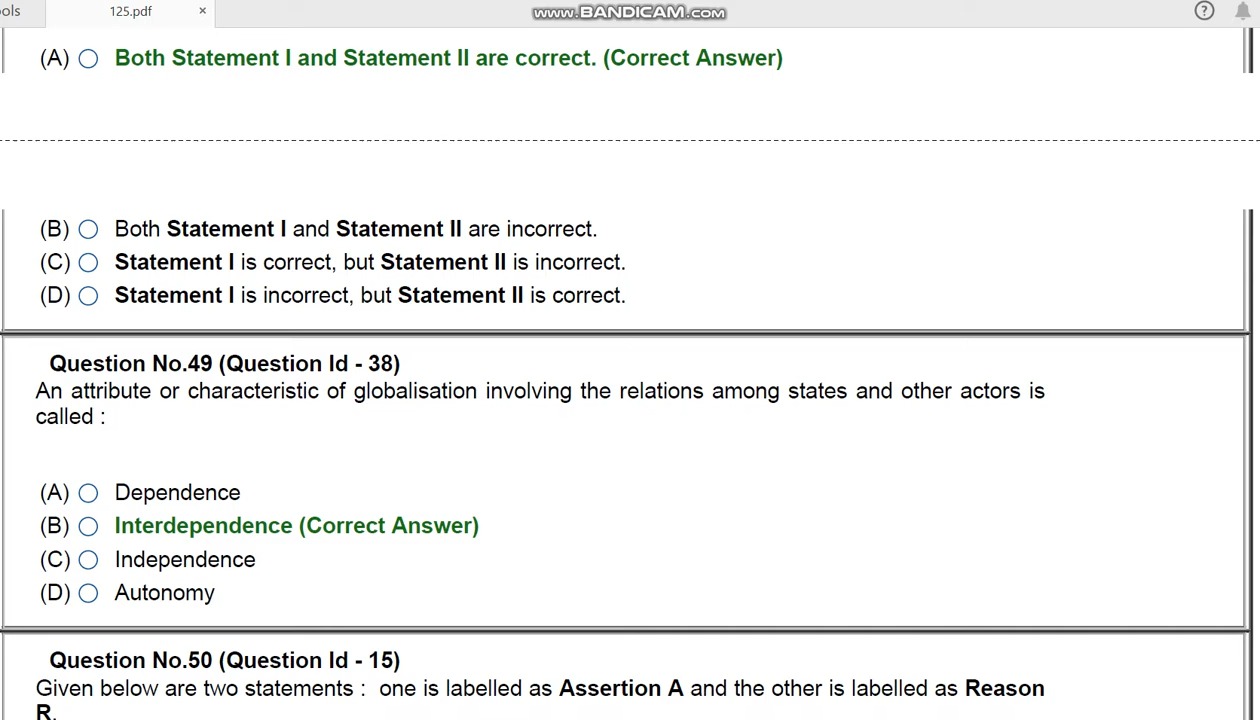 ols
125.pdf
×
www.BANDICAM.com
(A) Both Statement I and Statement II are correct. (Correct Answer)
(B) Both Statement I and Statement II are incorrect.
(C) Statement I is correct, but Statement II is incorrect.
(D) Statement I is incorrect, but Statement II is correct.
Question No.49 (Question Id - 38)
An attribute or characteristic of globalisation involving the relations among states and other actors is
called :
(A) Dependence
(B) Interdependence (Correct Answer)
(C) Independence
(D) Autonomy
Question No.50 (Question Id - 15)
Given below are two statements : one is labelled as Assertion A and the other is labelled as Reason
R.